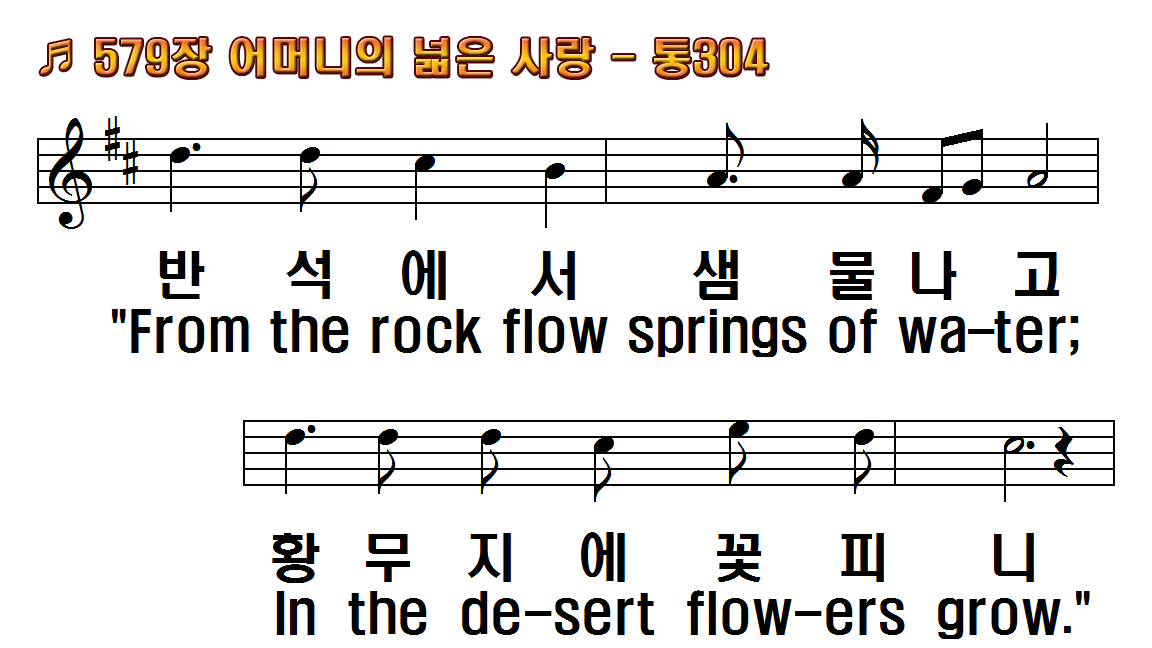 ♬ 579장 어머니의 넓은 사랑 - 통304
반 석 에 서 샘 물 나 고
"From the rock flow springs of wa-ter;
황 무 지 에 꽃 피 니
In the de-sert flow-ers grow."